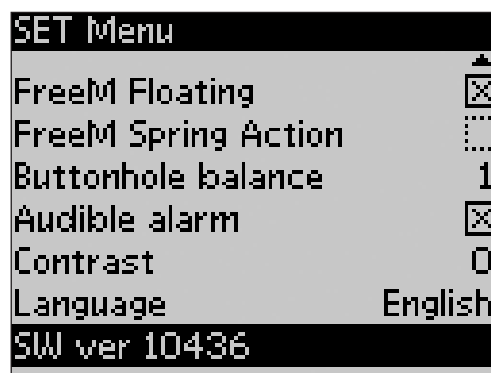 SET Menu
FreeM Floating
FreeM Spring Action
Buttonhole balance 1
Audible alarm
Contrast 0
Language English
SW ver 10436